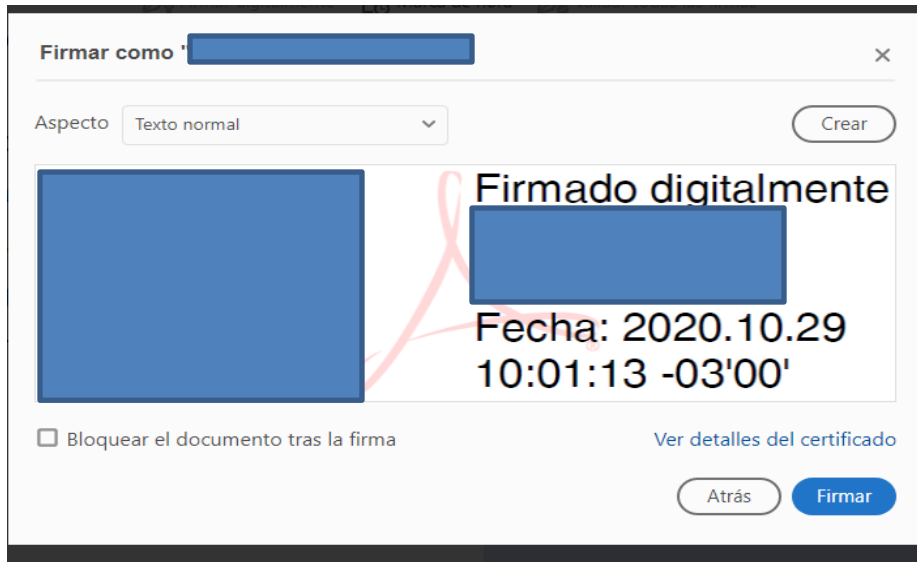 Firmar como "
Aspecto Texto normal Crear
Firmado digitalmente
Fecha: 2020.10.29
10:01:13 -03'00'
Bloquear el documento tras la firma Ver detalles del certificado
Atrás Firmar